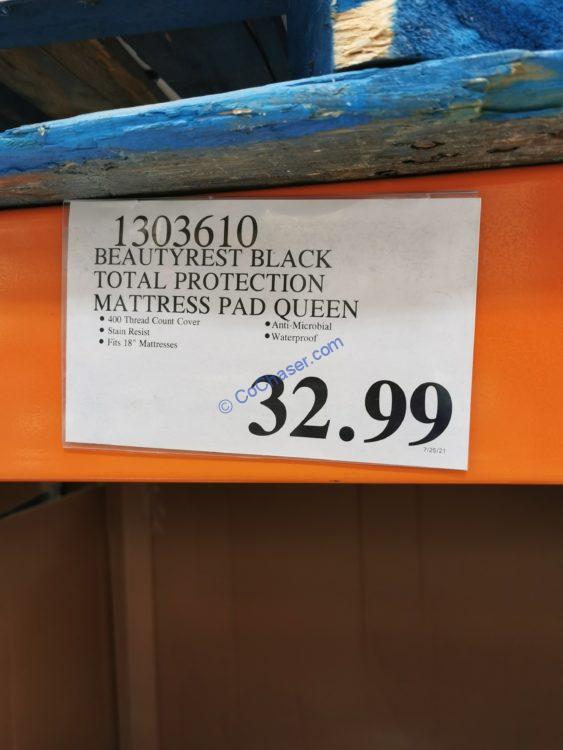 1303610
BEAUTYREST BLACK
TOTAL PROTECTION
MATTRESS PAD QUEEN
• 400 Thread Count Cover
• Stain Resist
• Fits 18" Mattresses
• Anti-Microbial
• Waterproof
© CoChaser.com
32.99
7/25/21